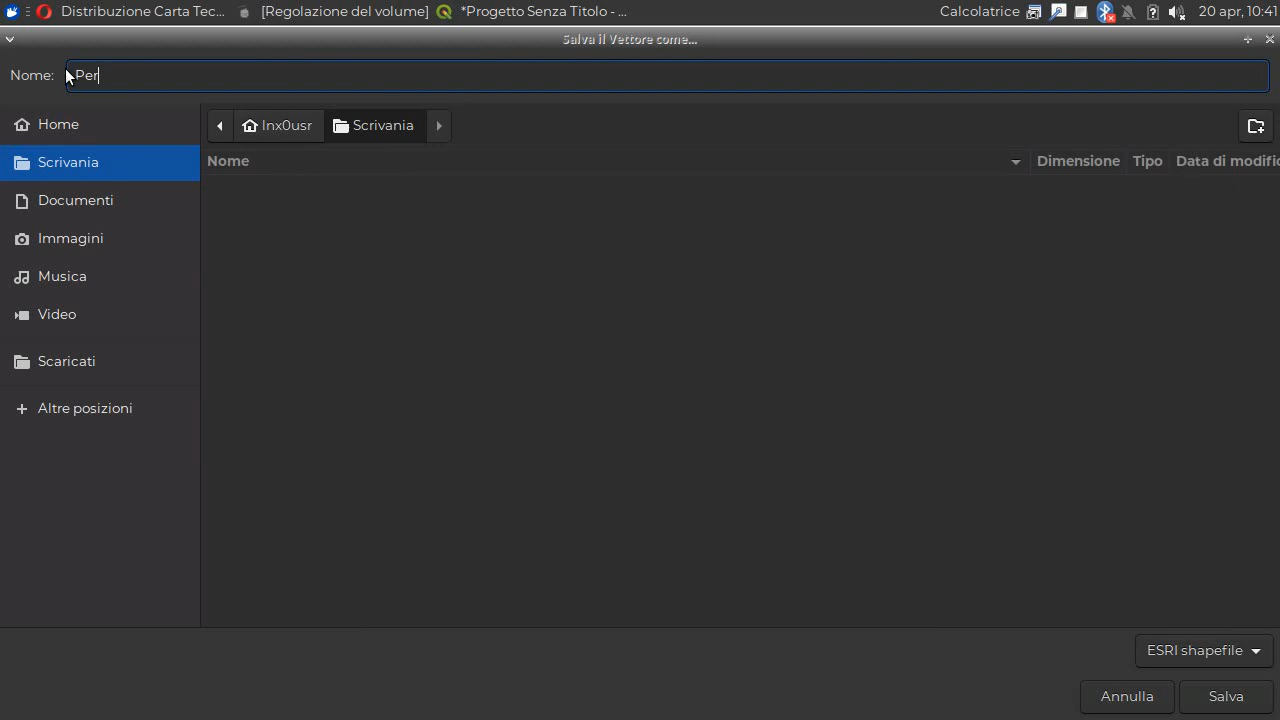 Distribuzione Carta Tec... [Regolazione del volume] *Progetto Senza Titolo - ... Calcolatrice 20 apr, 10:41
Salva il Vettore come...
Nome: Per
Home
Scrivania
Documenti
Immagini
Musica
Video
Scaricati
Altre posizioni
lnx0usr Scrivania
Nome Dimensione Tipo Data di modific
ESRI shapefile
Annulla Salva